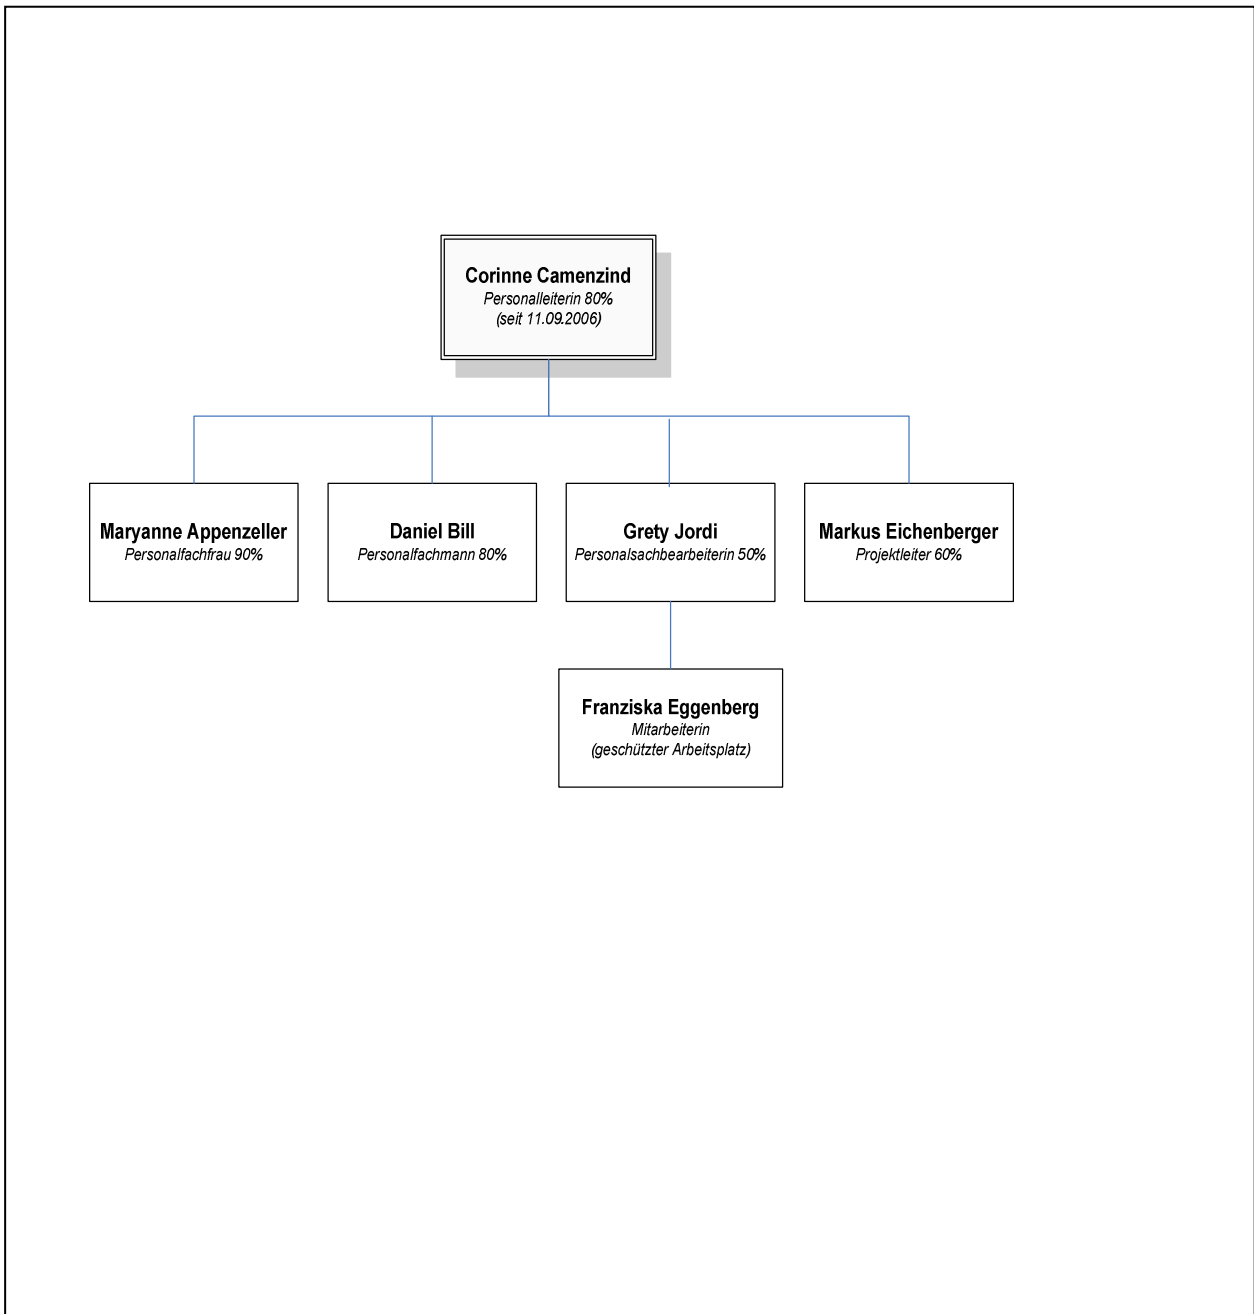 Corinne Camenzind
Personalleiterin 80%
(seit 11.09.2006)
Maryanne Appenzeller
Personalfachfrau 90%
Daniel Bill
Personalfachmann 80%
Grety Jordi
Personalsachbearbeiterin 50%
Markus Eichenberger
Projektleiter 60%
Franziska Eggenberg
Mitarbeiterin
(geschützter Arbeitsplatz)